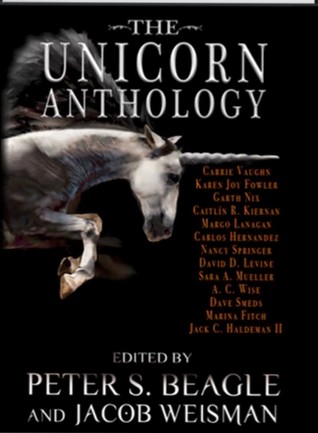 THE
UNICORN
ANTHOLOGY
CARRIE VAUGHN
KAREN JOY FOWLER
GARTH NIX
CAITLÍN R. KIERNAN
MARGO LANAGAN
CARLOS HERNANDEZ
NANCY SPRINGER
DAVID D. LEVINE
SARA A. MUELLER
A. C. WISE
DAVE SMEDS
MARINA FITCH
JACK C. HALDEMAN II
EDITED BY
PETER S. BEAGLE
AND JACOB WEISMAN